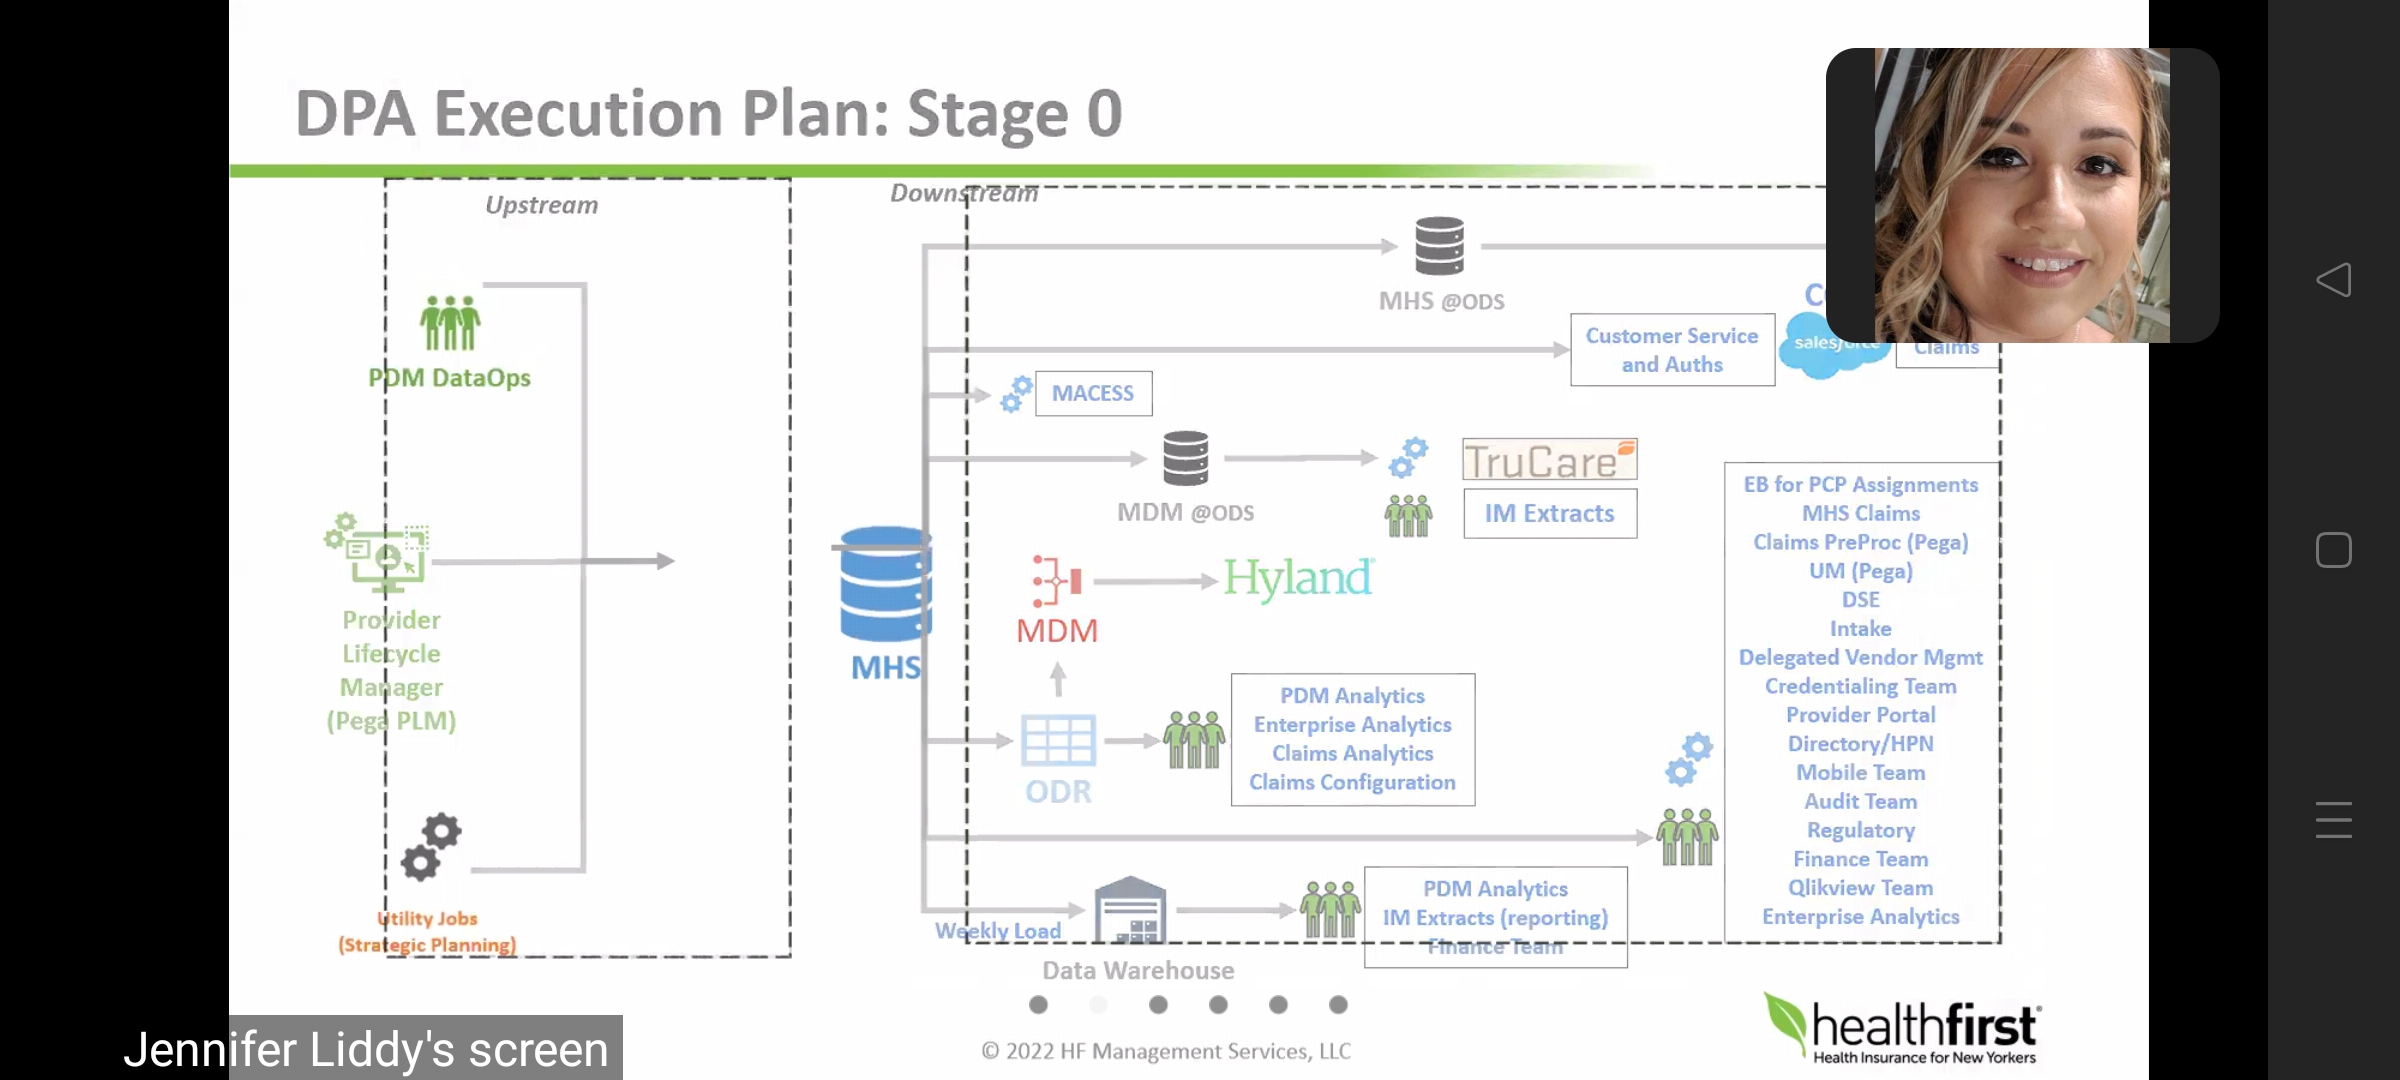 DPA Execution Plan: Stage 0
Upstream
Downstream
PDM DataOps
Provider
Lifecycle
Manager
(Pega PLM)
Utility Jobs
(Strategic Planning)
MHS
MHS @ODS
Customer Service
and Auths
salesforce
Claims
MACESS
MDM @ODS
TruCare
IM Extracts
MDM
Hyland
ODR
PDM Analytics
Enterprise Analytics
Claims Analytics
Claims Configuration
EB for PCP Assignments
MHS Claims
Claims PreProc (Pega)
UM (Pega)
DSE
Intake
Delegated Vendor Mgmt
Credentialing Team
Provider Portal
Directory/HPN
Mobile Team
Audit Team
Regulatory
Finance Team
Qlikview Team
Enterprise Analytics
Weekly Load
Data Warehouse
PDM Analytics
IM Extracts (reporting)
Finance Team
© 2022 HF Management Services, LLC
healthfirst
Health Insurance for New Yorkers
Jennifer Liddy's screen